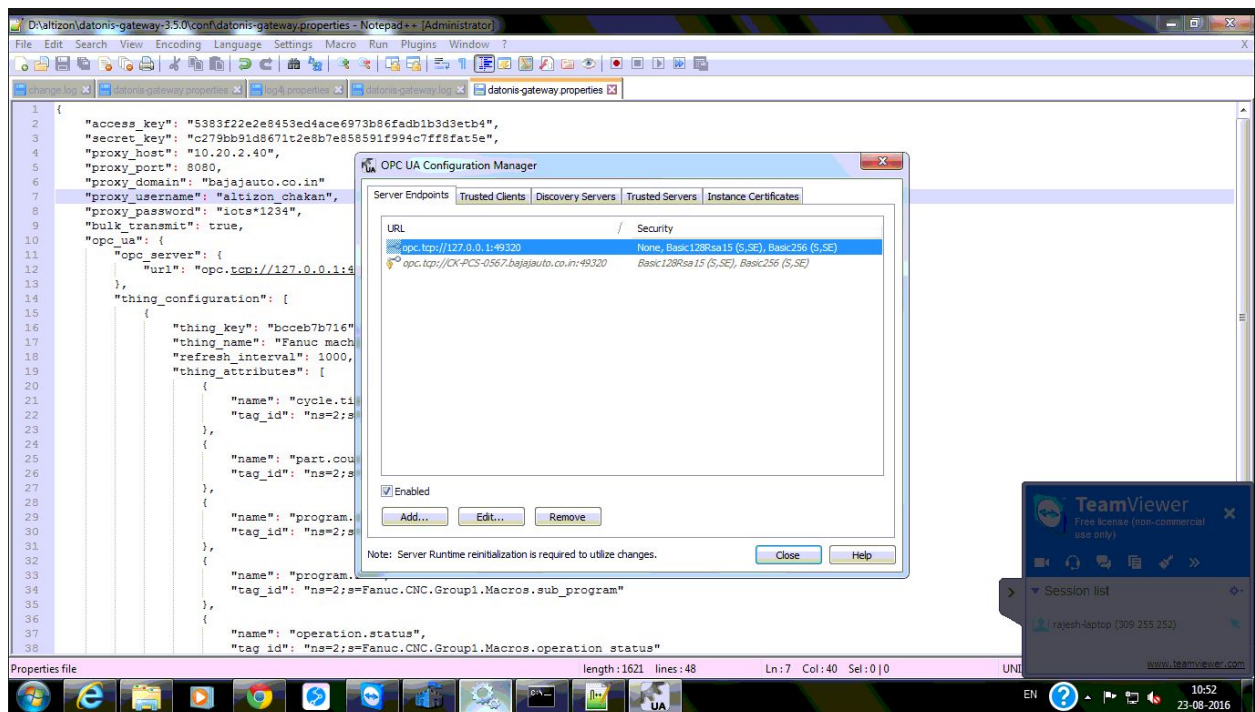 D:\altizon\datonis-gateway-3.5.0\conf\datonis-gateway.properties - Notepad++ [Administrator]
File Edit Search View Encoding Language Settings Macro Run Plugins Window ?
X
change.log datonis-gateway.properties log4j.properties datonis-gateway.log datonis-gateway.properties
1 {
2 "access_key": "5383f22e2e8453ed4ace6973b86fadb1b3d3etb4",
3 "secret_key": "c279bb91d8671t2e8b7e858591f994c7ff8fat5e",
4 "proxy_host": "10.20.2.40",
5 "proxy_port": 8080,
6 "proxy_domain": "bajajauto.co.in"
7 "proxy_username": "altizon_chakan",
8 "proxy_password": "iots*1234",
9 "bulk_transmit": true,
10 "opc_ua": {
11 "opc_server": {
12 "url": "opc.tcp://127.0.0.1:4
13 },
14 "thing_configuration": [
15 {
16 "thing_key": "bcceb7b716"
17 "thing_name": "Fanuc mach
18 "refresh_interval": 1000,
19 "thing_attributes": [
20 {
21 "name": "cycle.ti
22 "tag_id": "ns=2;s
23 },
24 {
25 "name": "part.cou
26 "tag_id": "ns=2;s
27 },
28 {
29 "name": "program.
30 "tag_id": "ns=2;s
31 },
32 {
33 "name": "program.
34 "tag_id": "ns=2;s=Fanuc.CNC.Group1.Macros.sub_program"
35 },
36 {
37 "name": "operation.status",
38 "tag_id": "ns=2;s=Fanuc.CNC.Group1.Macros.operation_status"
OPC UA Configuration Manager
Server Endpoints Trusted Clients Discovery Servers Trusted Servers Instance Certificates
URL / Security
opc.tcp://127.0.0.1:49320 None, Basic128Rsa15 (S,SE), Basic256 (S,SE)
opc.tcp://CK-PCS-0567.bajajauto.co.in:49320 Basic128Rsa15 (S,SE), Basic256 (S,SE)
Enabled
Add... Edit... Remove
Note: Server Runtime reinitialization is required to utilize changes.
Close Help
TeamViewer
Free license (non-commercial
use only)
Session list
rajesh-laptop (309 255 252)
www.teamviewer.com
Properties file length : 1621 lines : 48 Ln : 7 Col : 40 Sel : 0 | 0 UNI
UA
EN 10:52
23-08-2016